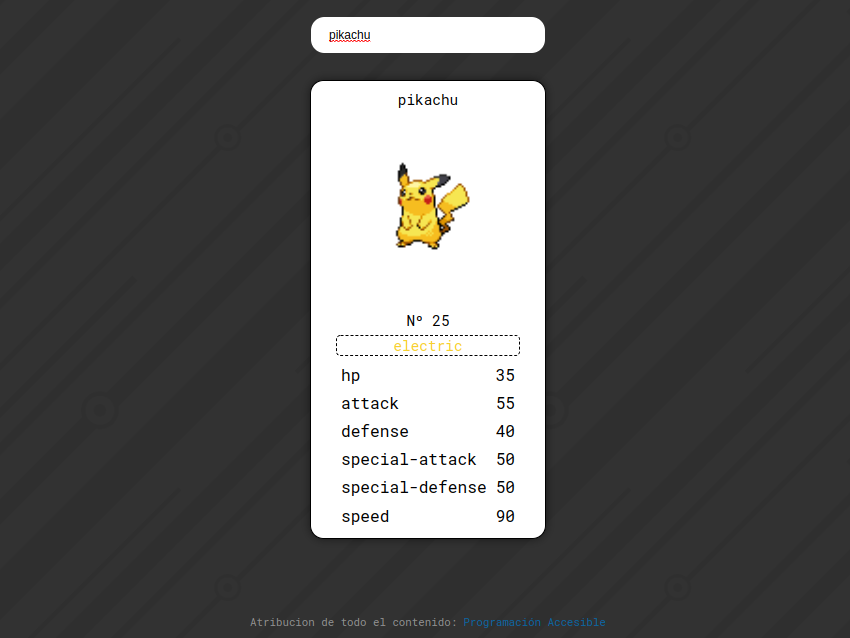 pikachu
pikachu
Nº 25
electric
hp 35
attack 55
defense 40
special-attack 50
special-defense 50
speed 90
Atribucion de todo el contenido: Programación Accesible